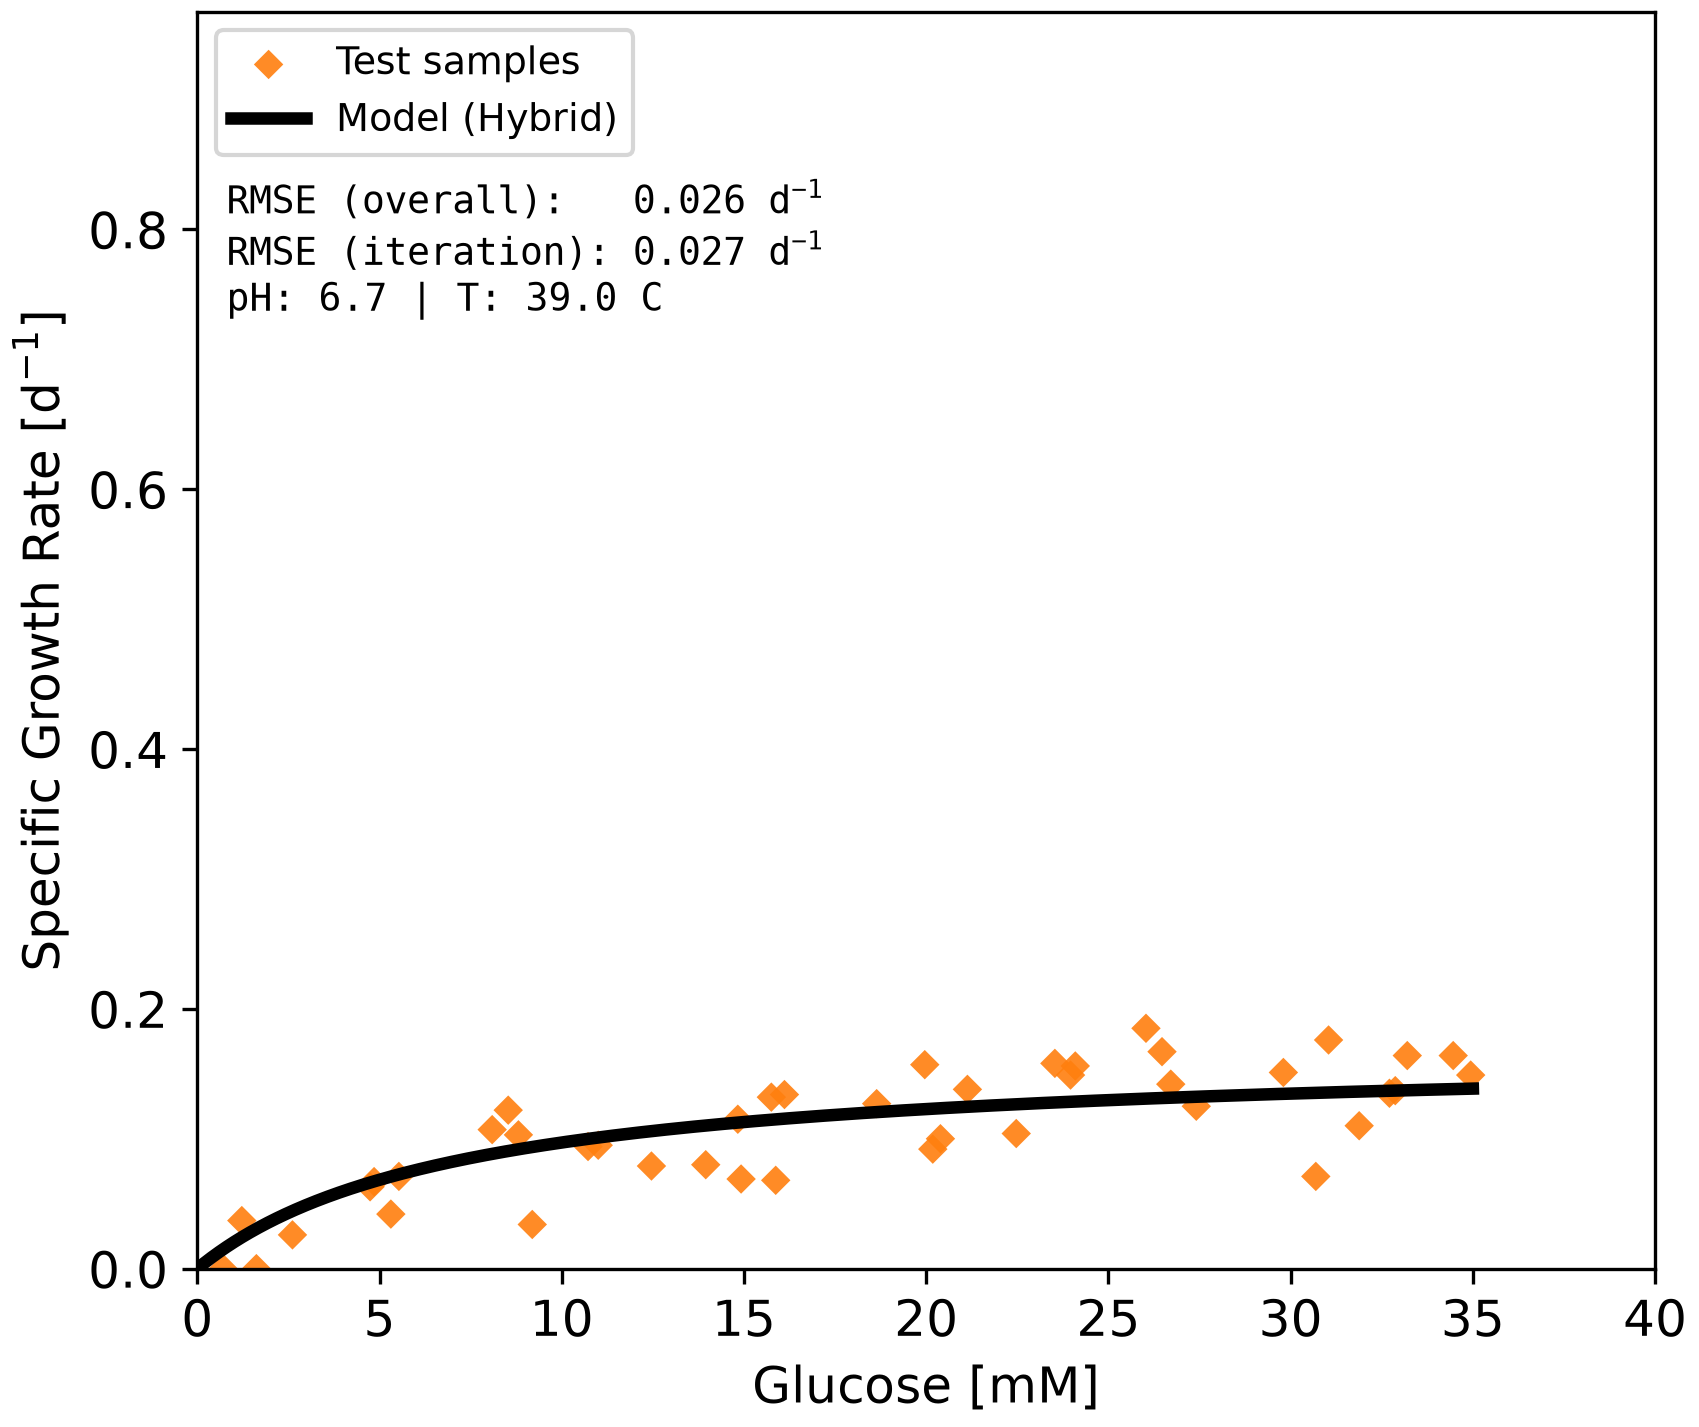 Test samples
Model (Hybrid)
RMSE (overall):   0.026 d⁻¹
RMSE (iteration): 0.027 d⁻¹
pH: 6.7 | T: 39.0 C
0.8
0.6
0.4
0.2
0.0
Specific Growth Rate [d⁻¹]
0 5 10 15 20 25 30 35 40
Glucose [mM]